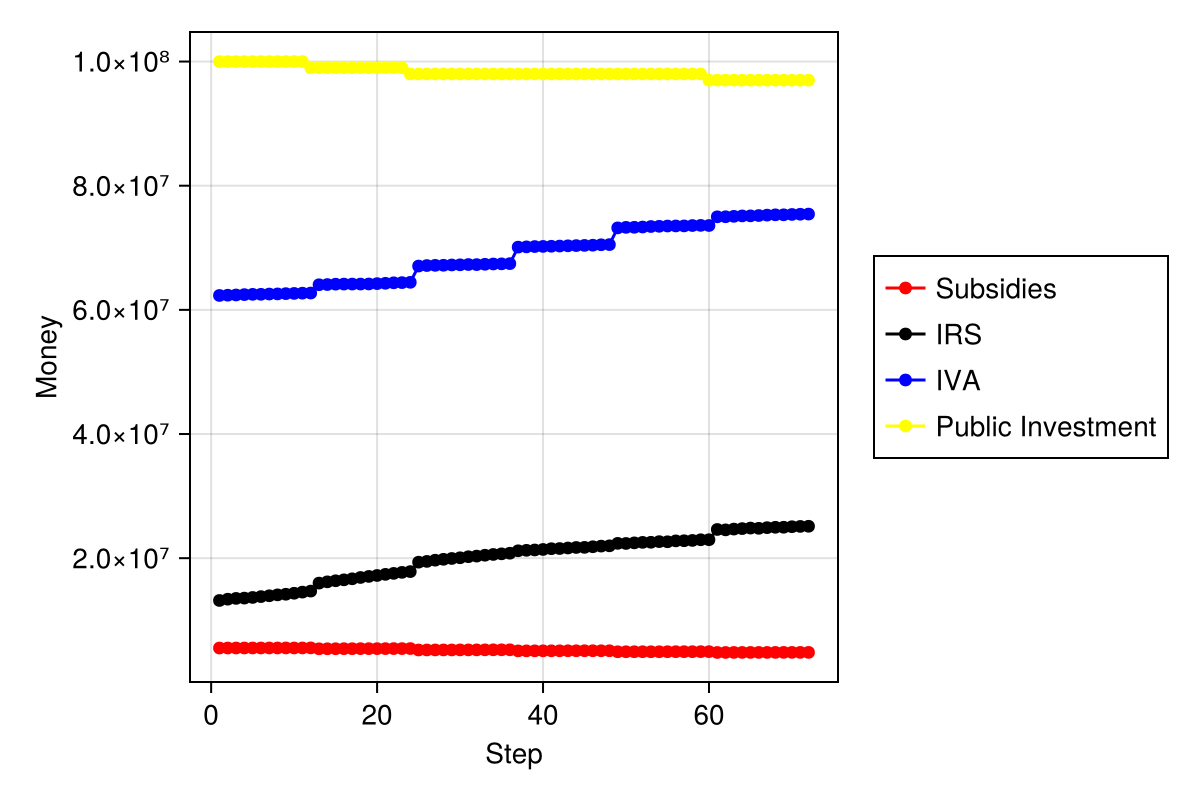 1.0×10⁸
8.0×10⁷
6.0×10⁷
4.0×10⁷
2.0×10⁷
Money
0 20 40 60
Step
Subsidies
IRS
IVA
Public Investment